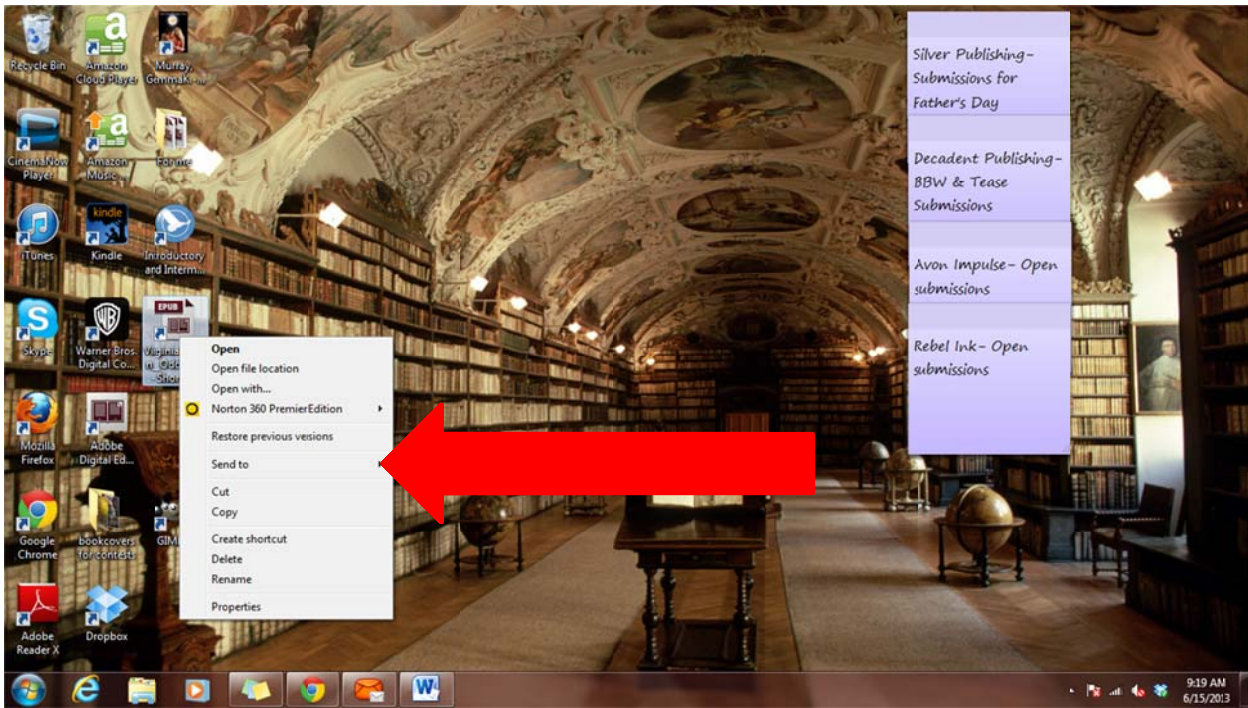 Recycle Bin
Amazon
Cloud Player
Murray,
GemmaK. -...
CinemaNow
Player
Amazon
Music ...
For me
iTunes
kindle
Kindle
Introductory
and Interm...
Skype
Warner Bros.
Digital Co...
EPUB
Mozilla
Firefox
Adobe
Digital Ed...
Google
Chrome
bookcovers
for contests
Adobe
Reader X
Dropbox
Open
Open file location
Open with...
Norton 360 PremierEdition
Restore previous versions
Send to
Cut
Copy
Create shortcut
Delete
Rename
Properties
Silver Publishing-
Submissions for
Father's Day
Decadent Publishing-
BBW & Tease
Submissions
Avon Impulse- Open
submissions
Rebel Ink- Open
submissions
9:19 AM
6/15/2013